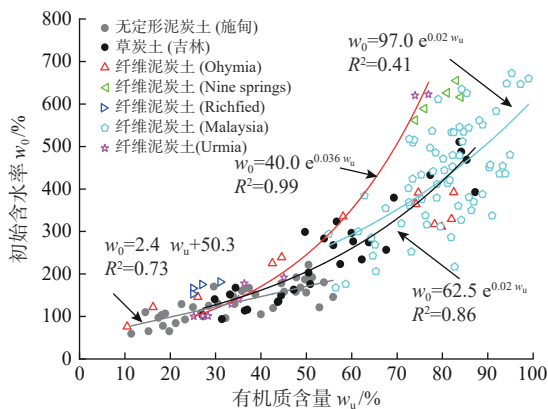 无定形泥炭土 (施甸)
草炭土 (吉林)
纤维泥炭土 (Ohymia)
纤维泥炭土 (Nine springs)
纤维泥炭土 (Richfied)
纤维泥炭土 (Malaysia)
纤维泥炭土(Urmia)
w₀=97.0 e^0.02 wᵤ
R²=0.41
w₀=40.0 e^0.036 wᵤ
R²=0.99
w₀=2.4 wᵤ+50.3
R²=0.73
w₀=62.5 e^0.02 wᵤ
R²=0.86
初始含水率 w₀/%
800
700
600
500
400
300
200
100
0
10 20 30 40 50 60 70 80 90 100
有机质含量 wᵤ/%